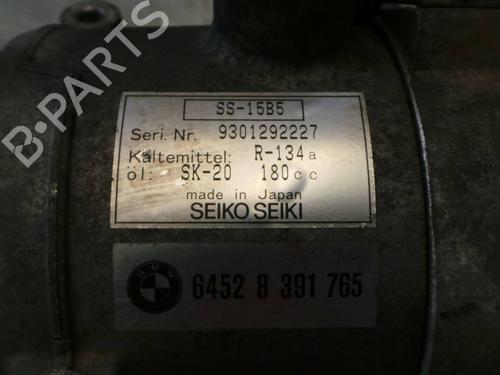 SS-15B5
Seri. Nr. 9301292227
Kältemittel: R-134a
öl: SK-20 180cc
made in Japan
SEIKO SEIKI
BMW
6452 8 391 765
B-PARTS